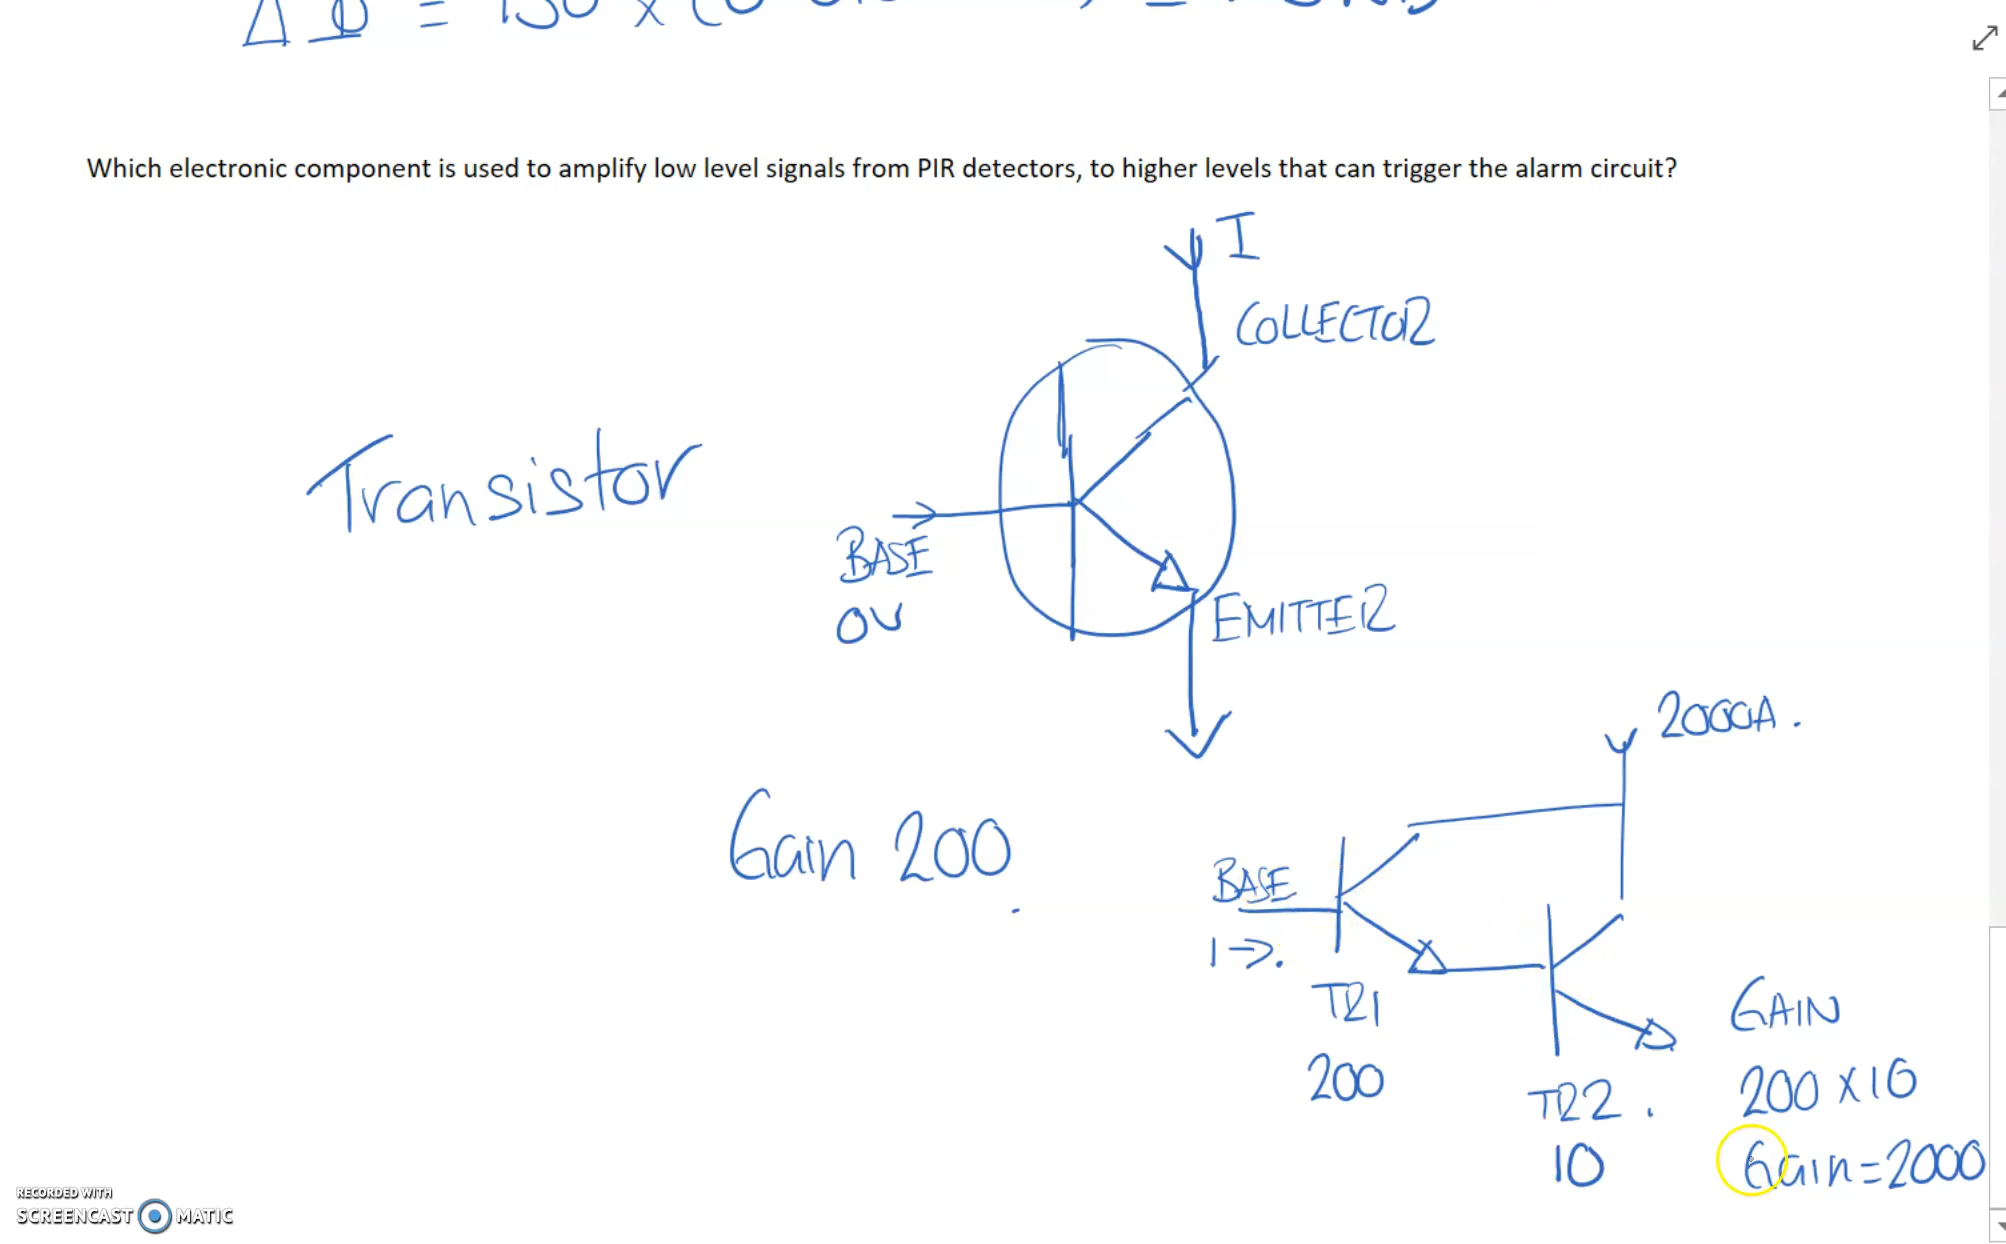 Which electronic component is used to amplify low level signals from PIR detectors, to higher levels that can trigger the alarm circuit?
I
COLLECTOR
Transistor
BASE
0V
EMITTER
2000A.
Gain 200
BASE
1→.
TR1
200
TR2.
10
GAIN
200 X10
Gain=2000
RECORDED WITH
SCREENCAST MATIC